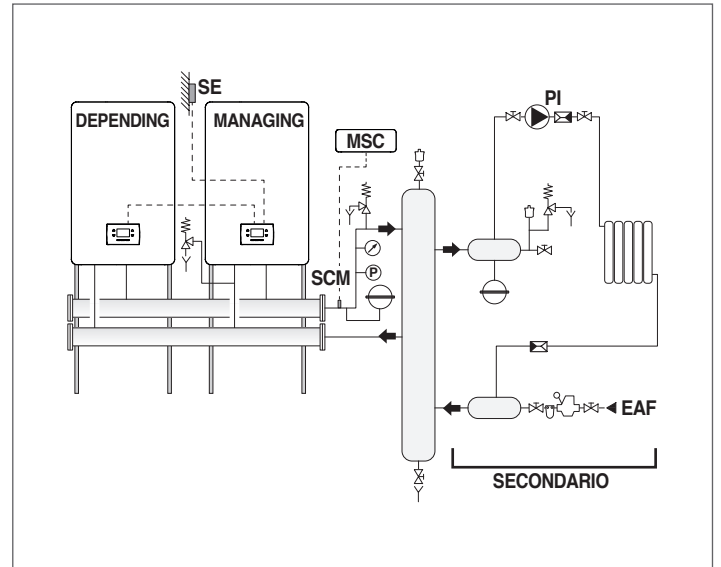 SE
PI
DEPENDING
MANAGING
MSC
SCM
P
EAF
SECONDARIO